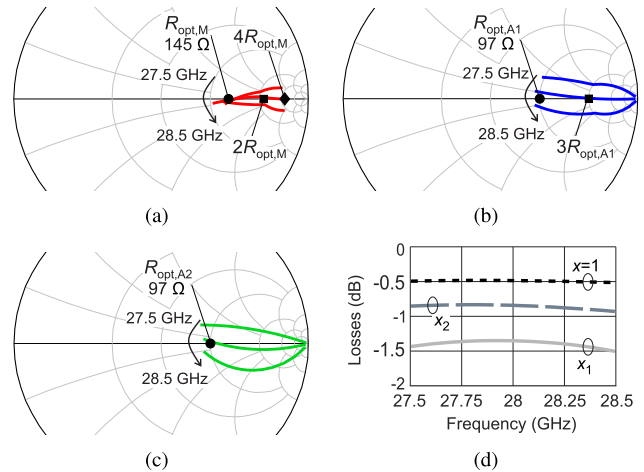 R_opt,M
145 Ω
4R_opt,M
27.5 GHz
28.5 GHz
2R_opt,M
(a)
R_opt,A1
97 Ω
27.5 GHz
28.5 GHz
3R_opt,A1
(b)
R_opt,A2
97 Ω
27.5 GHz
28.5 GHz
(c)
Losses (dB)
0
-0.5
-1
-1.5
-2
x=1
x₂
x₁
27.5 27.75 28 28.25 28.5
Frequency (GHz)
(d)